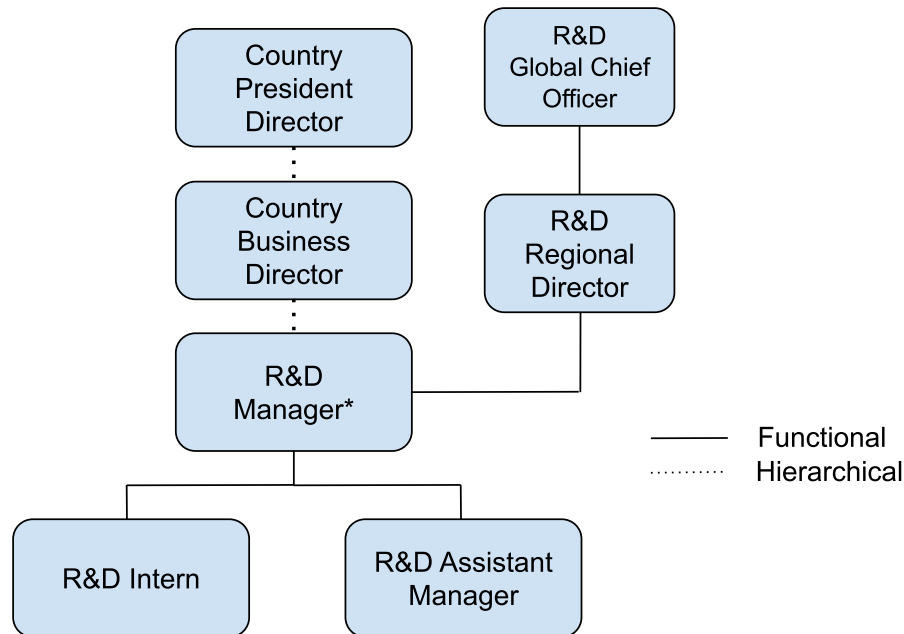 Country
President
Director
R&D
Global Chief
Officer
Country
Business
Director
R&D
Regional
Director
R&D
Manager*
Functional
Hierarchical
R&D Intern
R&D Assistant
Manager